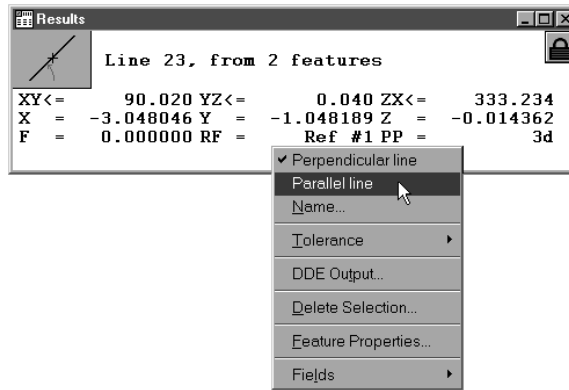 Results
Line 23, from 2 features
XY<= 90.020 YZ<= 0.040 ZX<= 333.234
X = -3.048046 Y = -1.048189 Z = -0.014362
F = 0.000000 RF = Ref #1 PP = 3d
Perpendicular line
Parallel line
Name...
Tolerance
DDE Output...
Delete Selection...
Feature Properties...
Fields